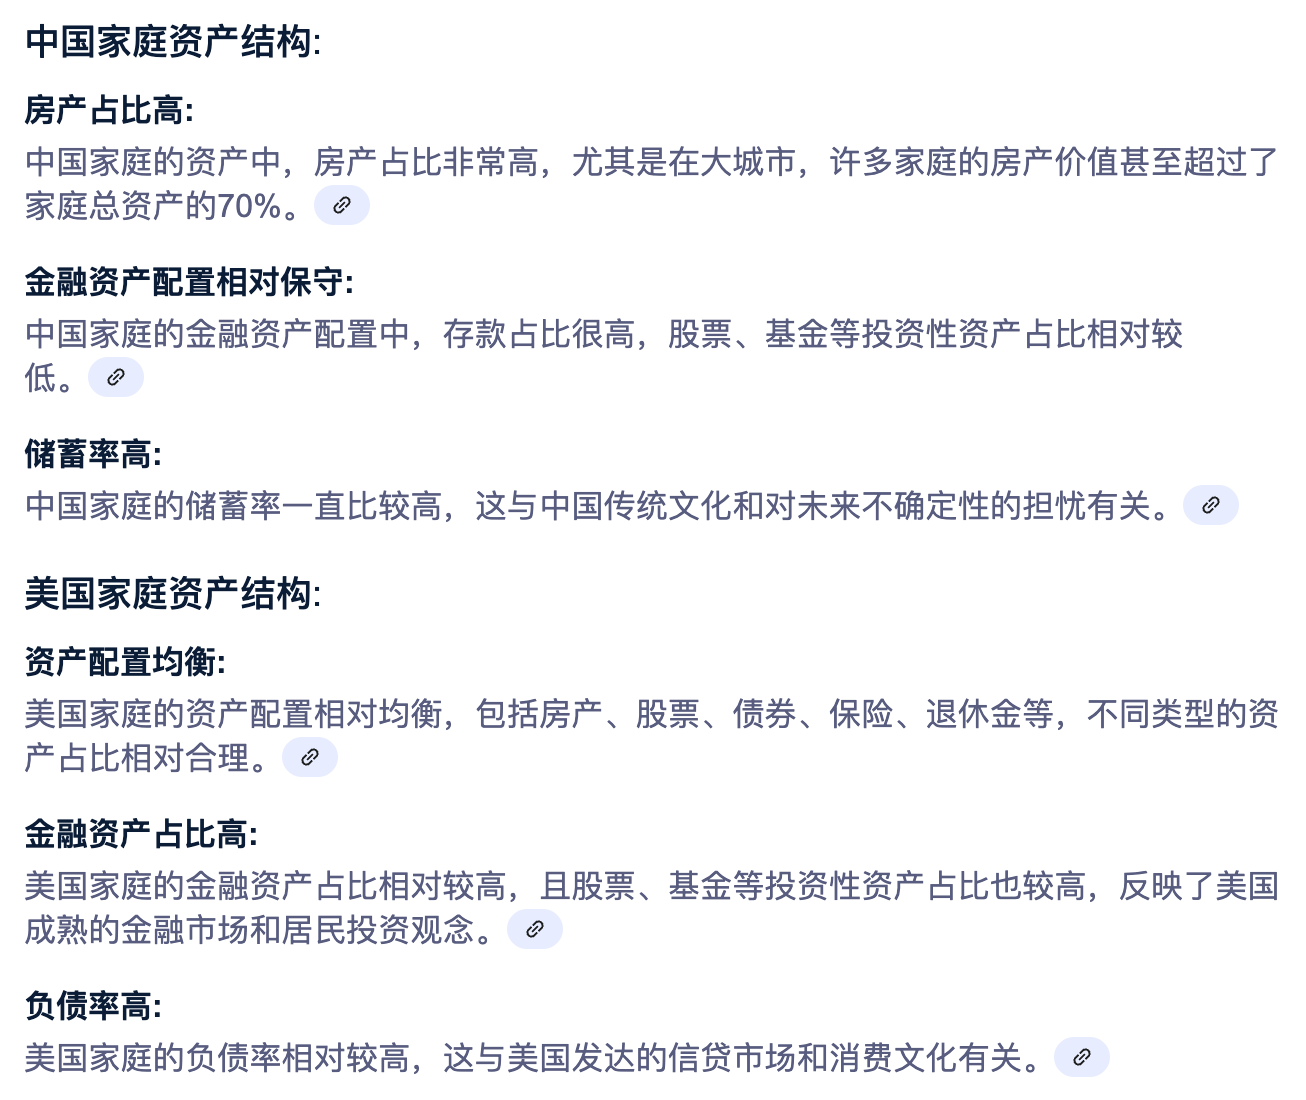 中国家庭资产结构:
房产占比高:
中国家庭的资产中，房产占比非常高，尤其是在大城市，许多家庭的房产价值甚至超过了
家庭总资产的70%。
金融资产配置相对保守:
中国家庭的金融资产配置中，存款占比很高，股票、基金等投资性资产占比相对较
低。
储蓄率高:
中国家庭的储蓄率一直比较高，这与中国传统文化和对未来不确定性的担忧有关。
美国家庭资产结构:
资产配置均衡:
美国家庭的资产配置相对均衡，包括房产、股票、债券、保险、退休金等，不同类型的资
产占比相对合理。
金融资产占比高:
美国家庭的金融资产占比相对较高，且股票、基金等投资性资产占比也较高，反映了美国
成熟的金融市场和居民投资观念。
负债率高:
美国家庭的负债率相对较高，这与美国发达的信贷市场和消费文化有关。